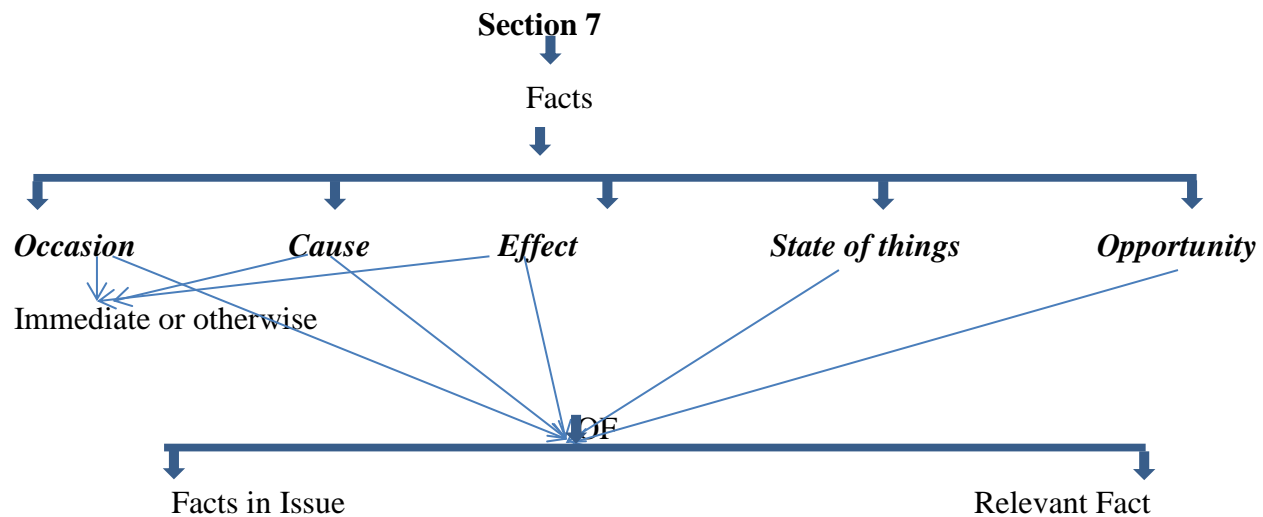 Section 7
Facts
Occasion Cause Effect State of things Opportunity
Immediate or otherwise
OF
Facts in Issue Relevant Fact